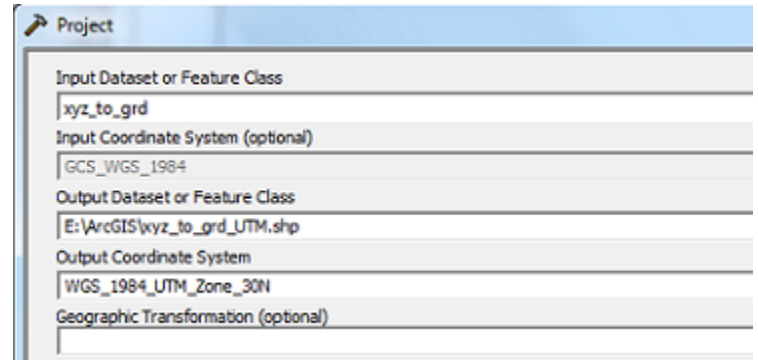 Project
Input Dataset or Feature Class
xyz_to_grd
Input Coordinate System (optional)
GCS_WGS_1984
Output Dataset or Feature Class
E:\ArcGIS\xyz_to_grd_UTM.shp
Output Coordinate System
WGS_1984_UTM_Zone_30N
Geographic Transformation (optional)